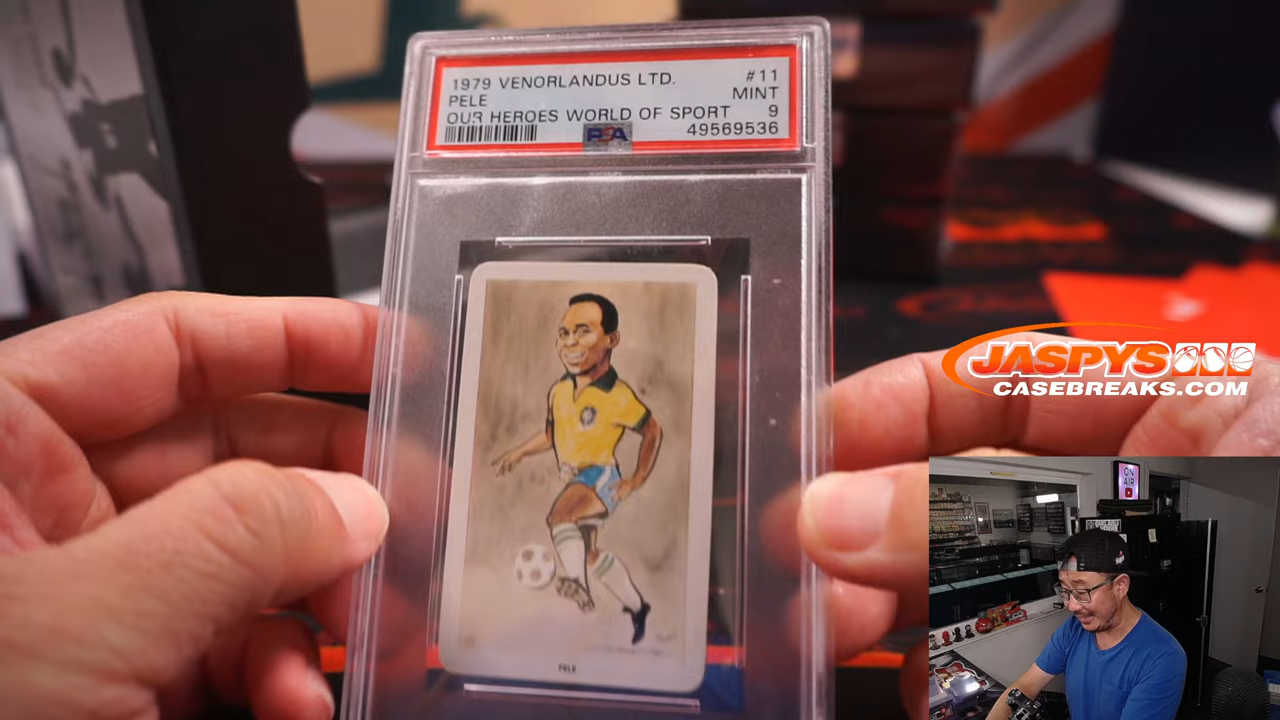 1979 VENORLANDUS LTD. #11
PELE MINT
OUR HEROES WORLD OF SPORT 9
PSA 49569536
PELE
JASPYS
CASEBREAKS.COM
ON
AIR